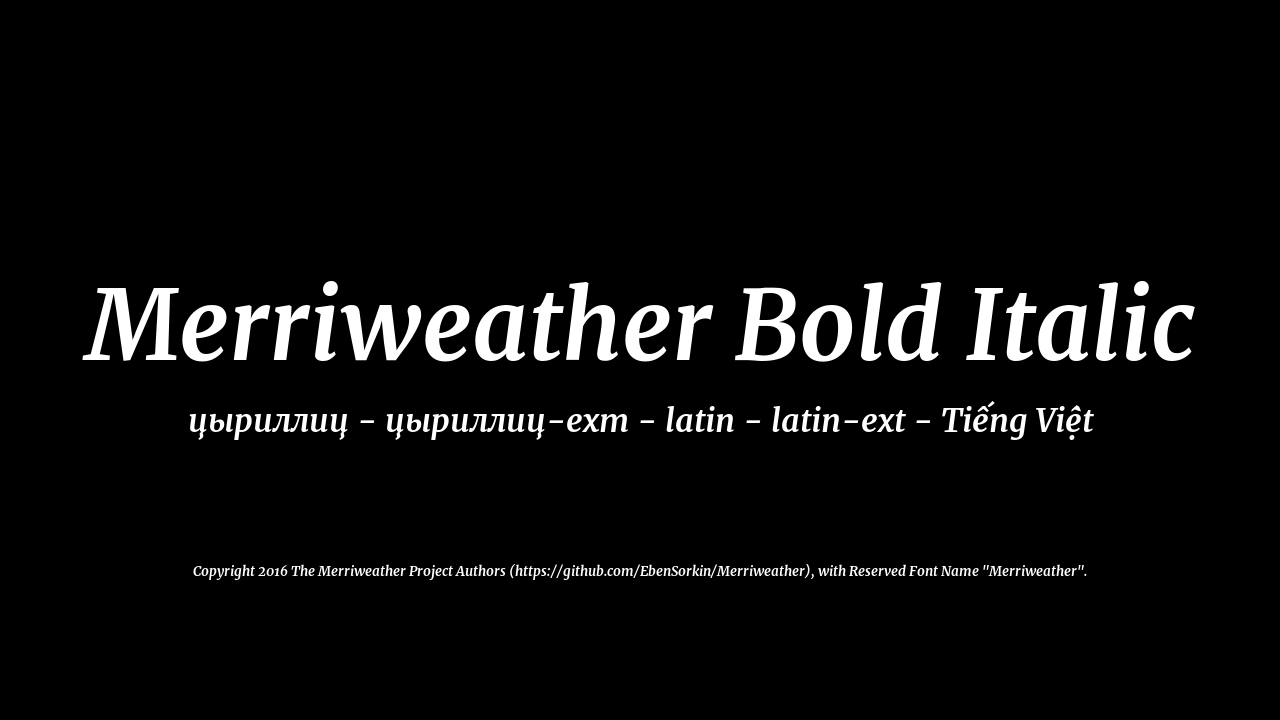 Merriweather Bold Italic
цыриллиц - цыриллиц-ехт - latin - latin-ext - Tiếng Việt
Copyright 2016 The Merriweather Project Authors (https://github.com/EbenSorkin/Merriweather), with Reserved Font Name "Merriweather".